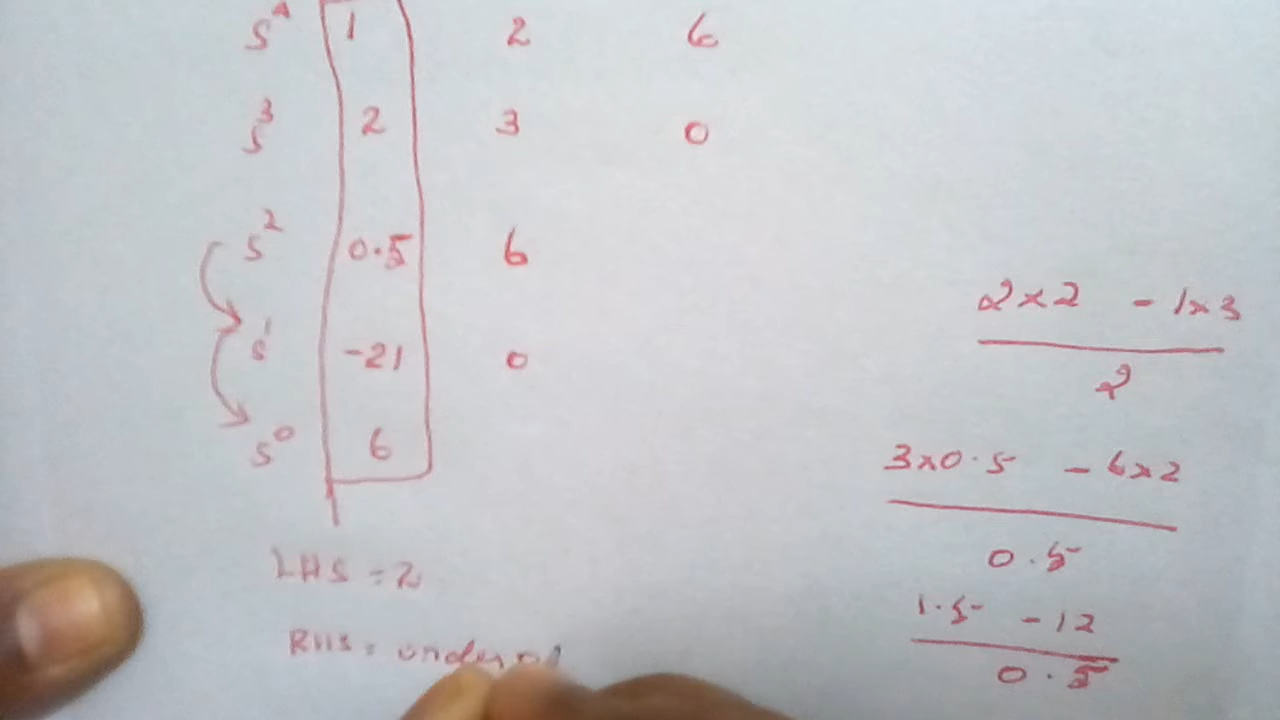 s⁴ 1 2 6
s³ 2 3 0
s² 0.5 6
s¹ -21 0
s⁰ 6
LHS = 2
RHS =
2×2 - 1×3
2
3×0.5 - 6×2
0.5
1.5 - 12
0.5